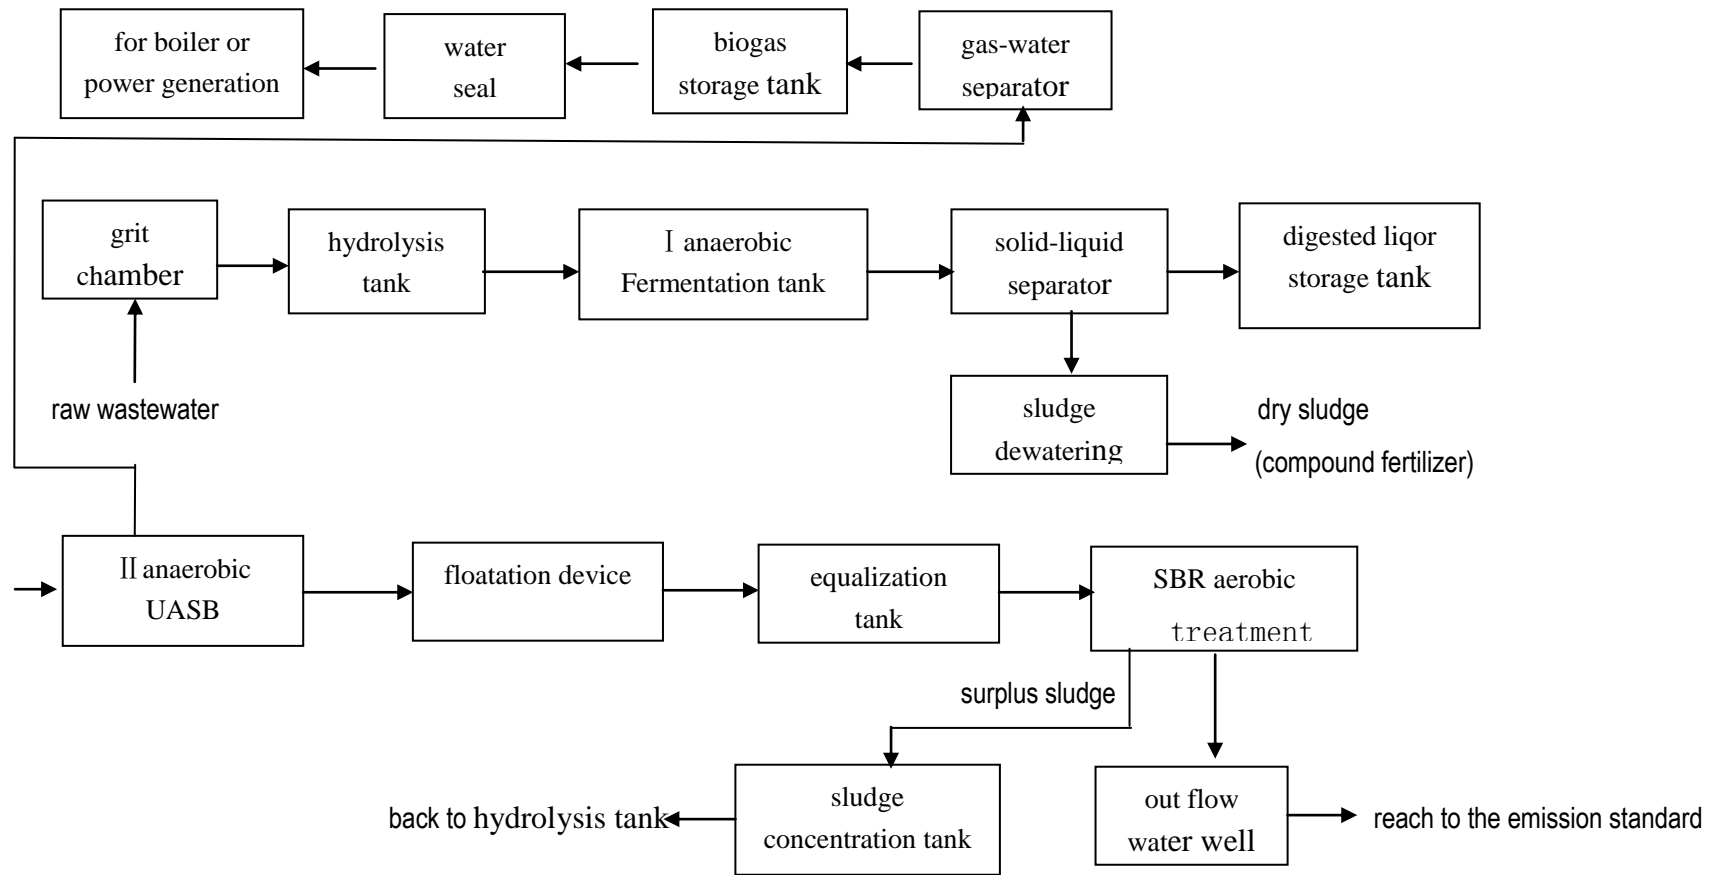 for boiler or
power generation
water
seal
biogas
storage tank
gas-water
separator
grit
chamber
hydrolysis
tank
Ⅰ anaerobic
Fermentation tank
solid-liquid
separator
digested liqor
storage tank
raw wastewater
sludge
dewatering
dry sludge
(compound fertilizer)
Ⅱ anaerobic
UASB
floatation device
equalization
tank
SBR aerobic
treatment
surplus sludge
back to hydrolysis tank
sludge
concentration tank
out flow
water well
reach to the emission standard